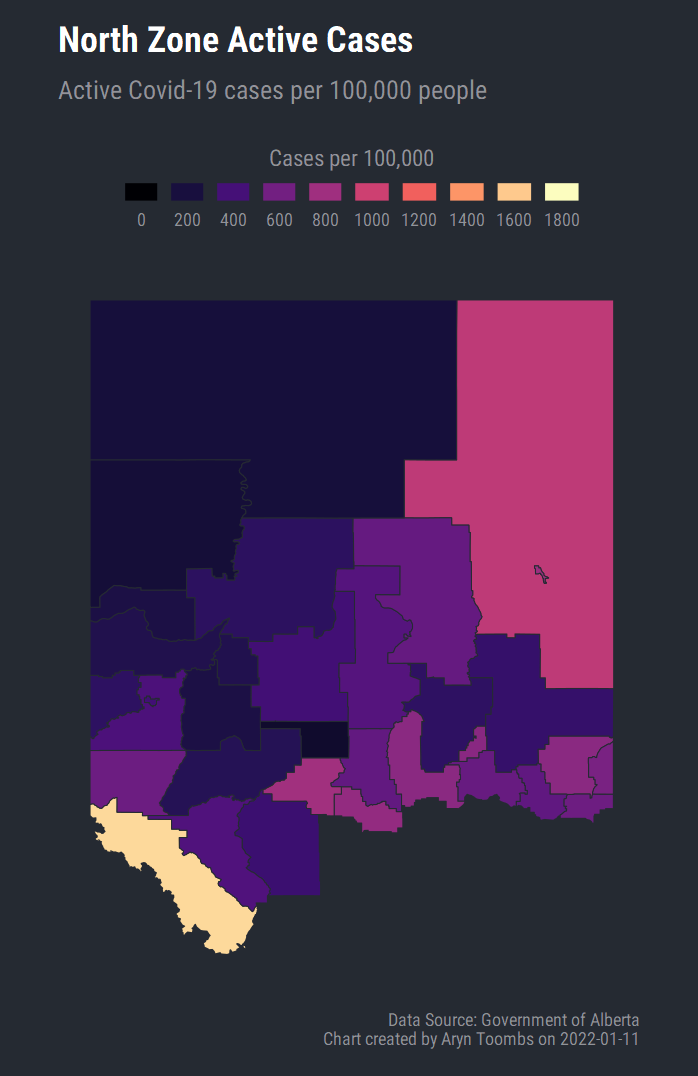 North Zone Active Cases
Active Covid-19 cases per 100,000 people
Cases per 100,000
0 200 400 600 800 1000 1200 1400 1600 1800
Data Source: Government of Alberta
Chart created by Aryn Toombs on 2022-01-11